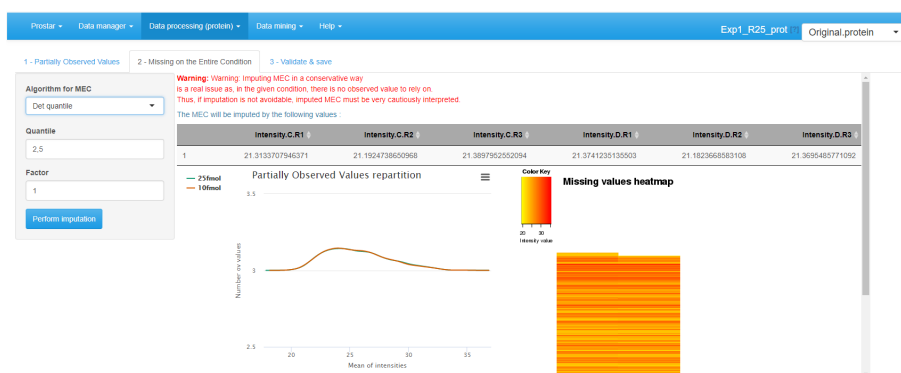 Prostar Data manager Data processing (protein) Data mining Help Exp1_R25_prot [?] Original.protein
1 - Partially Observed Values 2 - Missing on the Entire Condition 3 - Validate & save
Warning: Warning: Imputing MEC in a conservative way
is a real issue as, in the given condition, there is no observed value to rely on.
Thus, if imputation is not avoidable, imputed MEC must be very cautiously interpreted.
The MEC will be imputed by the following values :
Algorithm for MEC
Det quantile
Quantile
2,5
Factor
1
Perform imputation
Intensity.C.R1 Intensity.C.R2 Intensity.C.R3 Intensity.D.R1 Intensity.D.R2 Intensity.D.R3
1 21.3133707946371 21.1924738650968 21.3897952552094 21.3741235135503 21.1823668583108 21.3695485771092
25fmol
10fmol
Partially Observed Values repartition
3.5
3
2.5
Number ov values
20 25 30 35
Mean of intensities
Color Key
20 30
Intensity value
Missing values heatmap